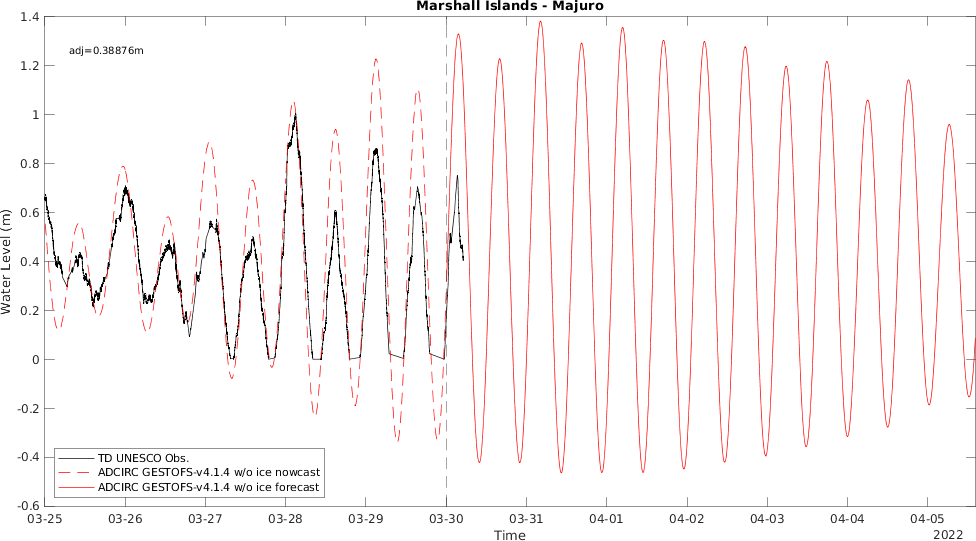 Marshall Islands - Majuro
adj=0.38876m
1.4
1.2
1
0.8
0.6
0.4
0.2
0
-0.2
-0.4
-0.6
Water Level (m)
TD UNESCO Obs.
ADCIRC GESTOFS-v4.1.4 w/o ice nowcast
ADCIRC GESTOFS-v4.1.4 w/o ice forecast
03-25 03-26 03-27 03-28 03-29 03-30 03-31 04-01 04-02 04-03 04-04 04-05
Time
2022